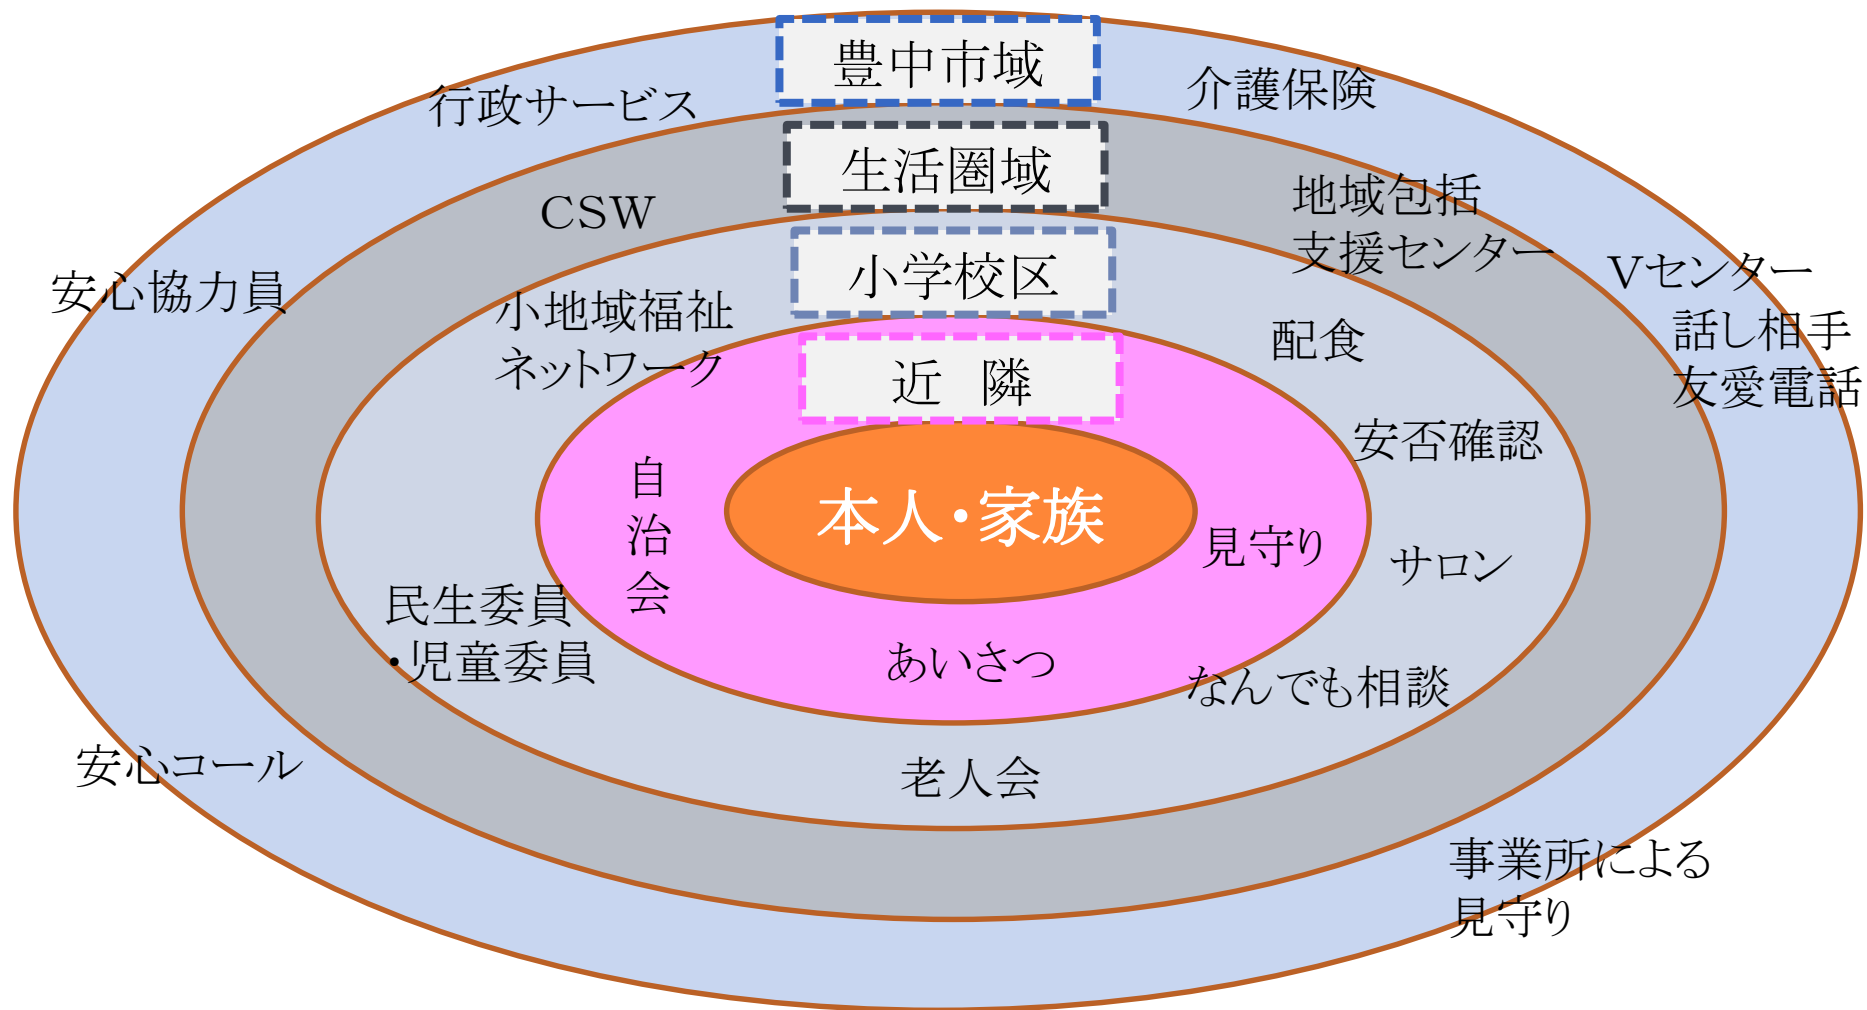 豊中市域
行政サービス
介護保険
生活圏域
CSW
地域包括
支援センター
安心協力員
Vセンター
話し相手
友愛電話
小学校区
小地域福祉
ネットワーク
配食
近 隣
安否確認
自治会
本人・家族
見守り
サロン
民生委員
・児童委員
あいさつ
なんでも相談
安心コール
老人会
事業所による
見守り